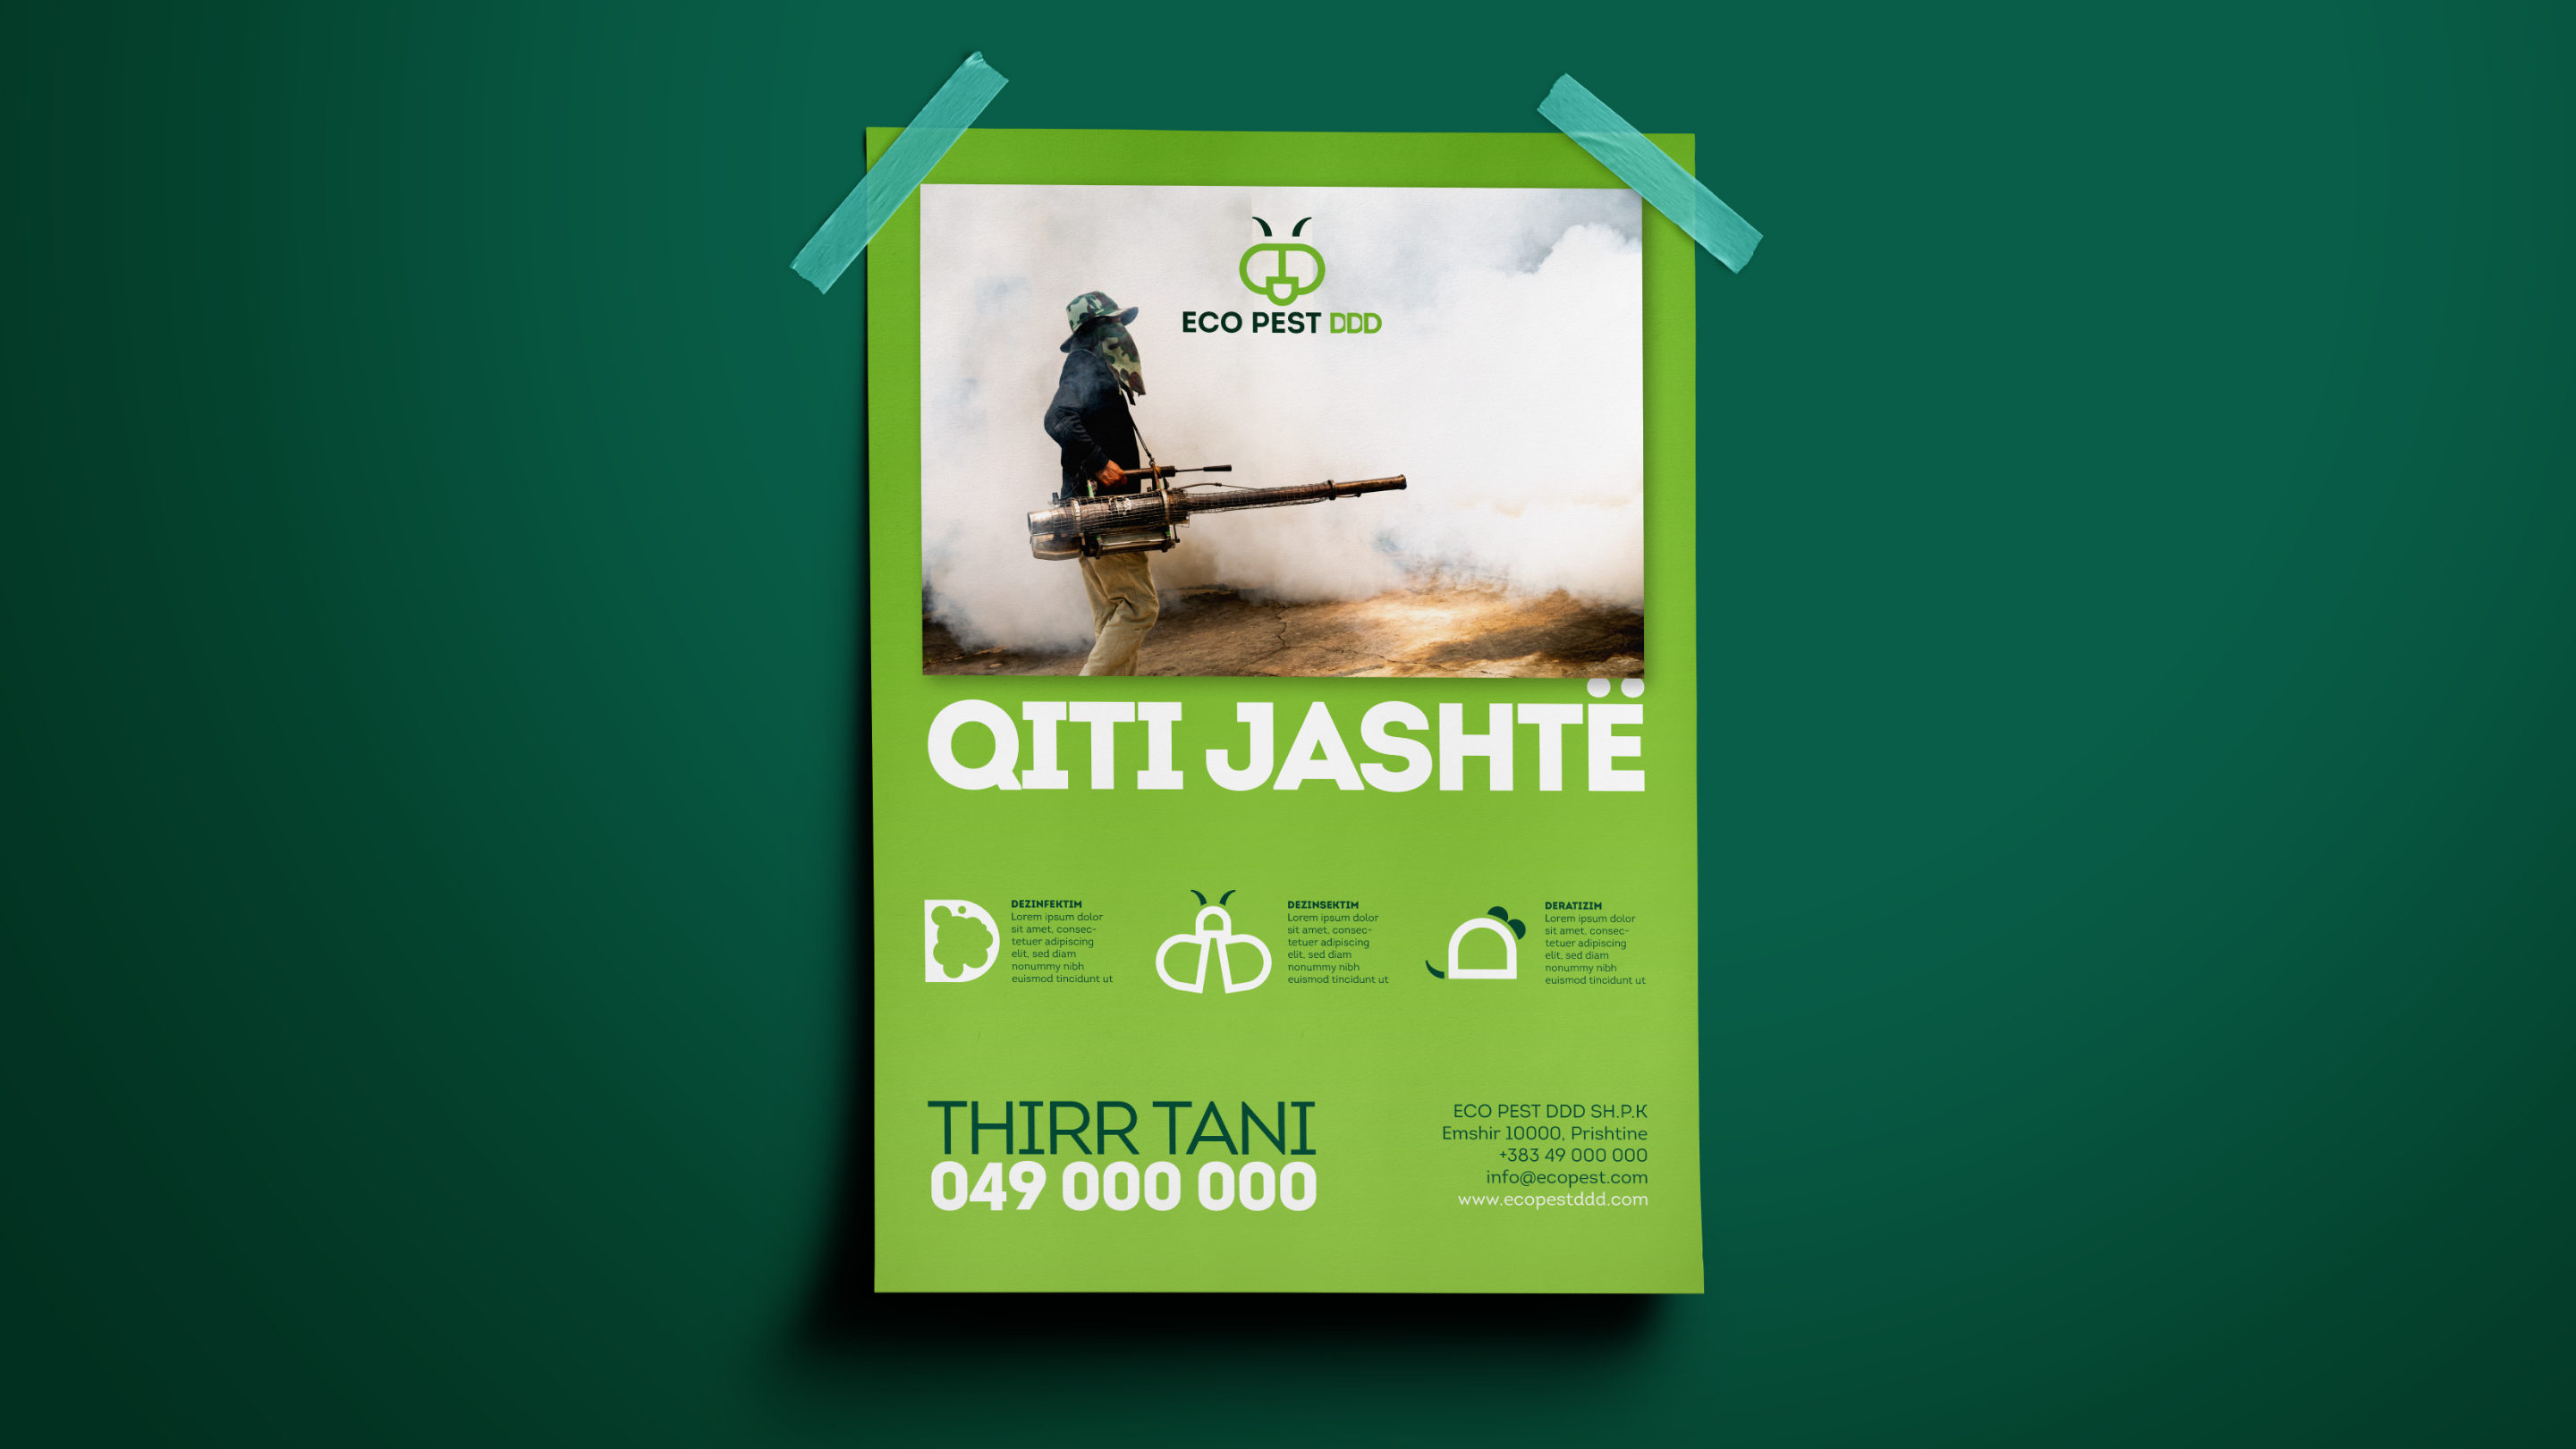 ECO PEST DDD
QITI JASHTË
DEZINFEKTIM
Lorem ipsum dolor
sit amet, consec-
tetuer adipiscing
elit, sed diam
nonummy nibh
euismod tincidunt ut
DEZINSEKTIM
Lorem ipsum dolor
sit amet, consec-
tetuer adipiscing
elit, sed diam
nonummy nibh
euismod tincidunt ut
DERATIZIM
Lorem ipsum dolor
sit amet, consec-
tetuer adipiscing
elit, sed diam
nonummy nibh
euismod tincidunt ut
THIRR TANI
049 000 000
ECO PEST DDD SH.P.K
Emshir 10000, Prishtine
+383 49 000 000
info@ecopest.com
www.ecopestddd.com